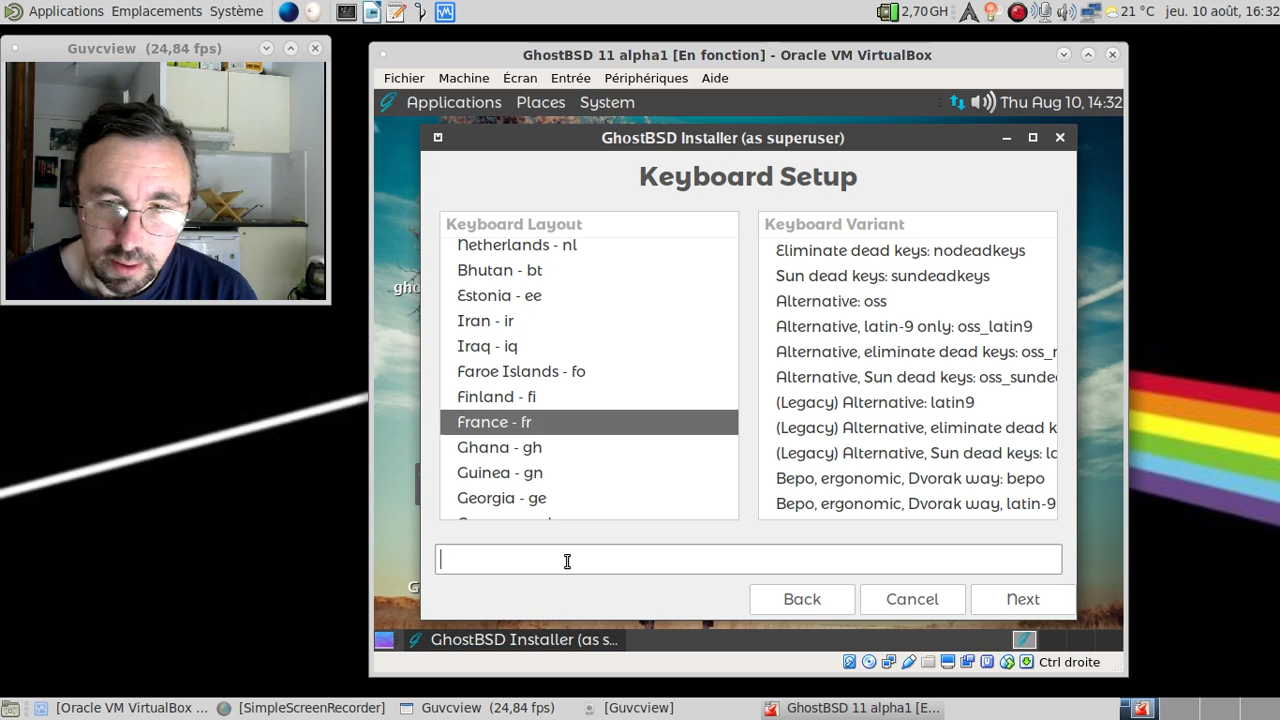 Applications Emplacements Système
2,70GH
21 °C jeu. 10 août, 16:32
Guvcview (24,84 fps)
GhostBSD 11 alpha1 [En fonction] - Oracle VM VirtualBox
Fichier Machine Écran Entrée Périphériques Aide
Applications Places System
Thu Aug 10, 14:32
GhostBSD Installer (as superuser)
Keyboard Setup
Keyboard Layout
Netherlands - nl
Bhutan - bt
Estonia - ee
Iran - ir
Iraq - iq
Faroe Islands - fo
Finland - fi
France - fr
Ghana - gh
Guinea - gn
Georgia - ge
Keyboard Variant
Eliminate dead keys: nodeadkeys
Sun dead keys: sundeadkeys
Alternative: oss
Alternative, latin-9 only: oss_latin9
Alternative, eliminate dead keys: oss_
Alternative, Sun dead keys: oss_sunde
(Legacy) Alternative: latin9
(Legacy) Alternative, eliminate dead k
(Legacy) Alternative, Sun dead keys: la
Bepo, ergonomic, Dvorak way: bepo
Bepo, ergonomic, Dvorak way, latin-9
gho
G
Back Cancel Next
GhostBSD Installer (as s...
Ctrl droite
[Oracle VM VirtualBox ... [SimpleScreenRecorder] Guvcview (24,84 fps) [Guvcview] GhostBSD 11 alpha1 [E...